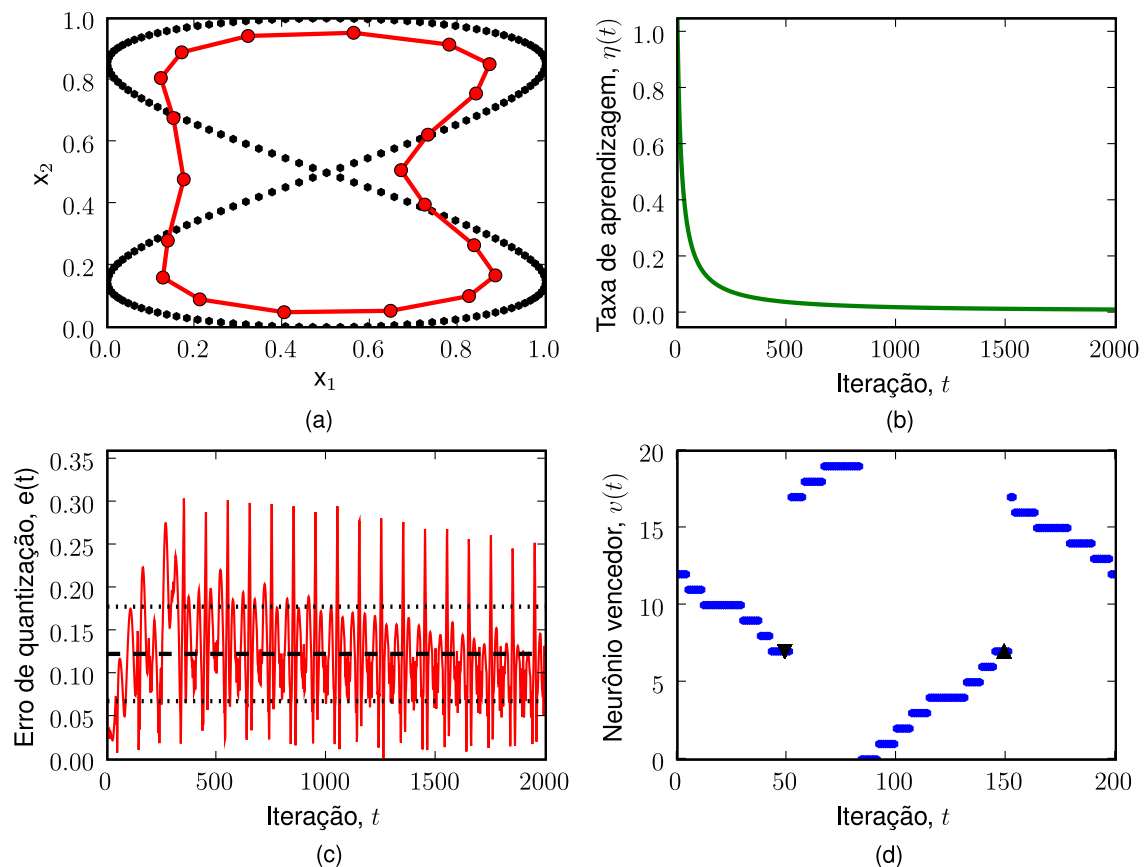 1.0
0.8
0.6
0.4
0.2
0.0
x₂
0.0 0.2 0.4 0.6 0.8 1.0
x₁
(a)
1.0
0.8
0.6
0.4
0.2
0.0
Taxa de aprendizagem, η(t)
0 500 1000 1500 2000
Iteração, t
(b)
0.35
0.30
0.25
0.20
0.15
0.10
0.05
0.00
Erro de quantização, e(t)
0 500 1000 1500 2000
Iteração, t
(c)
20
15
10
5
0
Neurônio vencedor, v(t)
0 50 100 150 200
Iteração, t
(d)